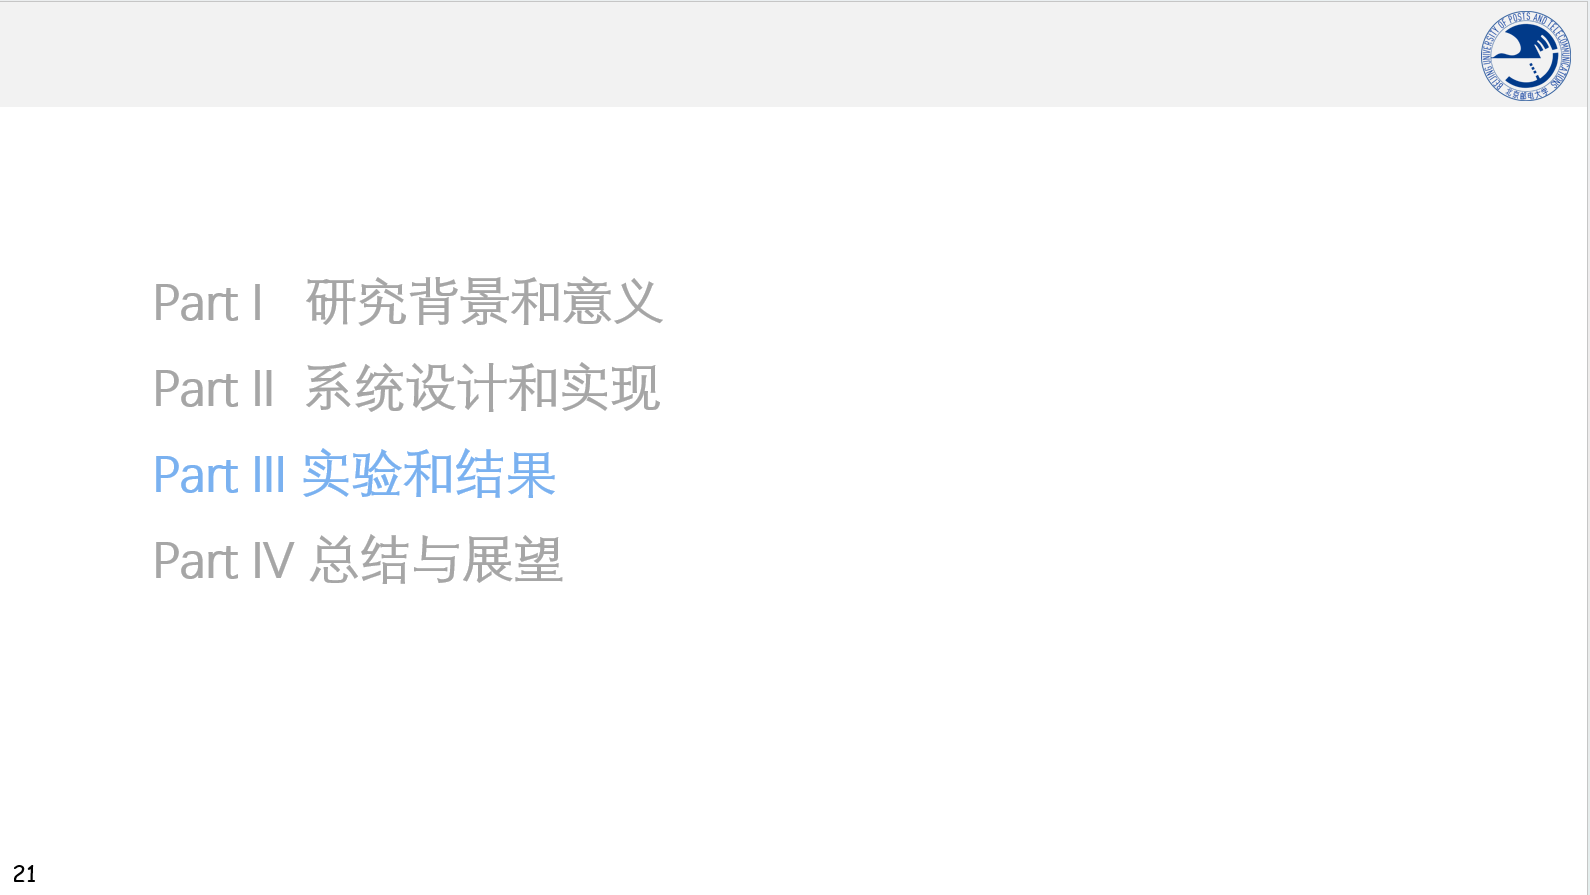 BEIJING UNIVERSITY OF POSTS AND TELECOMMUNICATIONS
北京邮电大学
Part I 研究背景和意义
Part II 系统设计和实现
Part III 实验和结果
Part IV 总结与展望
21